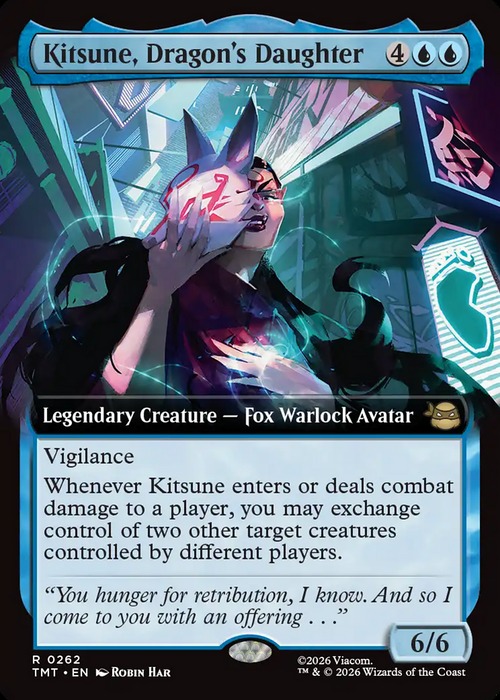 Kitsune, Dragon's Daughter 4
Legendary Creature — Fox Warlock Avatar
Vigilance
Whenever Kitsune enters or deals combat
damage to a player, you may exchange
control of two other target creatures
controlled by different players.
“You hunger for retribution, I know. And so I
come to you with an offering . . .”
6/6
R 0262
TMT • EN Robin Har
©2026 Viacom.
™ & © 2026 Wizards of the Coast